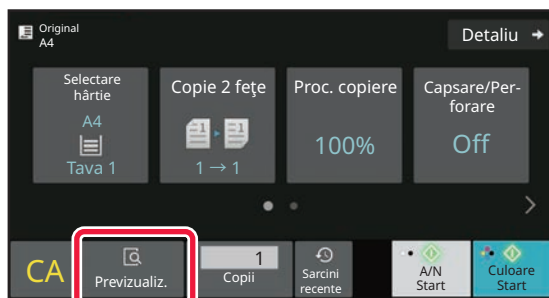 Original
A4
Detaliu
Selectare
hârtie
A4
Tava 1
Copie 2 feţe
1 → 1
Proc. copiere
100%
Capsare/Per-
forare
Off
CA
Previzualiz.
1
Copii
Sarcini
recente
A/N
Start
Culoare
Start